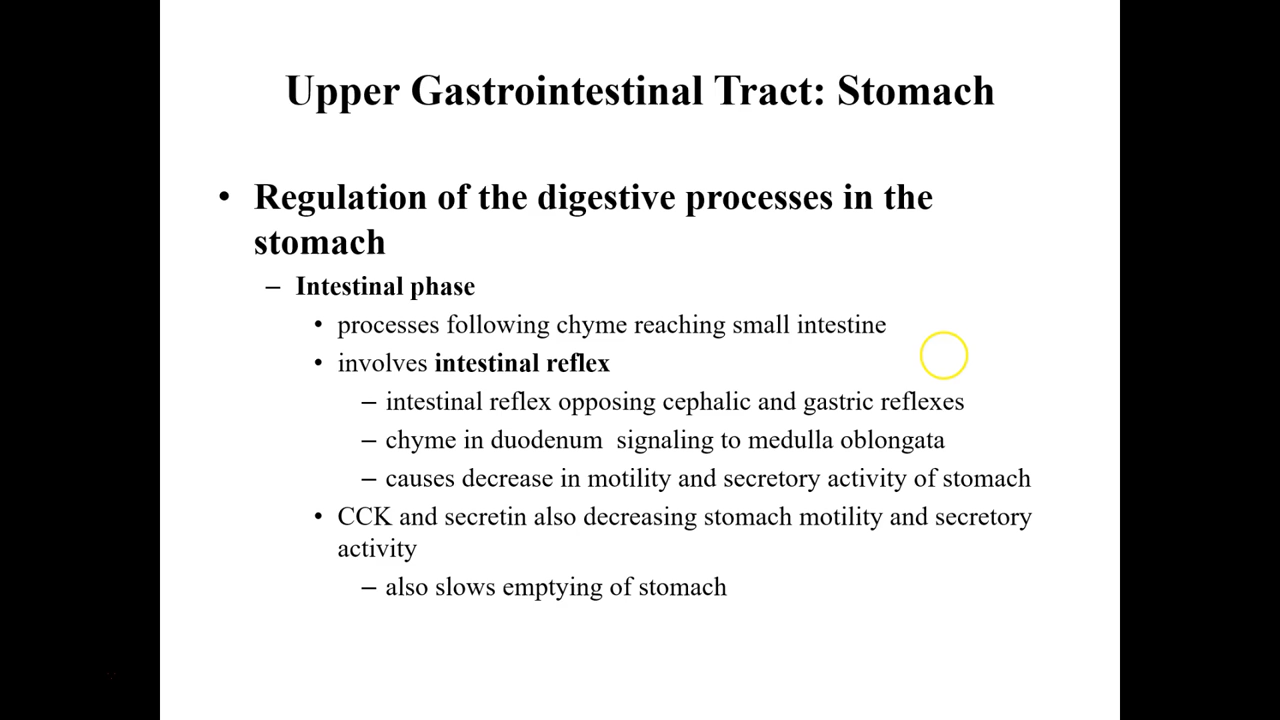 Upper Gastrointestinal Tract: Stomach
• Regulation of the digestive processes in the
stomach
– Intestinal phase
• processes following chyme reaching small intestine
• involves intestinal reflex
– intestinal reflex opposing cephalic and gastric reflexes
– chyme in duodenum  signaling to medulla oblongata
– causes decrease in motility and secretory activity of stomach
• CCK and secretin also decreasing stomach motility and secretory
activity
– also slows emptying of stomach